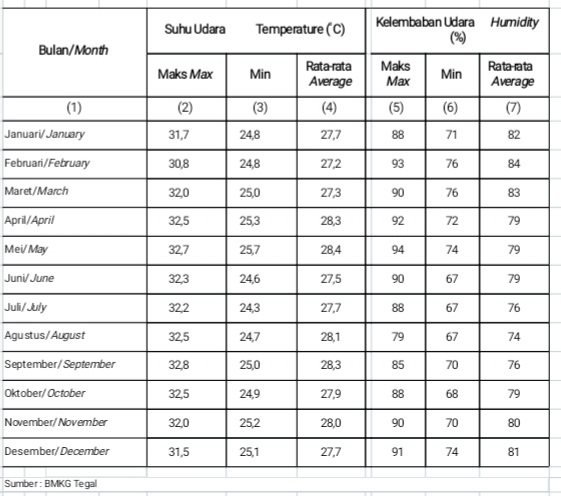 Bulan/Month Suhu Udara Temperature (˚C) Kelembaban Udara Humidity (%)
Maks Max Min Rata-rata Average Maks Max Min Rata-rata Average
(1) (2) (3) (4) (5) (6) (7)
Januari/January 31,7 24,8 27,7 88 71 82
Februari/February 30,8 24,8 27,2 93 76 84
Maret/March 32,0 25,0 27,3 90 76 83
April/April 32,5 25,3 28,3 92 72 79
Mei/May 32,7 25,7 28,4 94 74 79
Juni/June 32,3 24,6 27,5 90 67 79
Juli/July 32,2 24,3 27,7 88 67 76
Agustus/August 32,5 24,7 28,1 79 67 74
September/September 32,8 25,0 28,3 85 70 76
Oktober/October 32,5 24,9 27,9 88 68 79
November/November 32,0 25,2 28,0 90 70 80
Desember/December 31,5 25,1 27,7 91 74 81
Sumber : BMKG Tegal